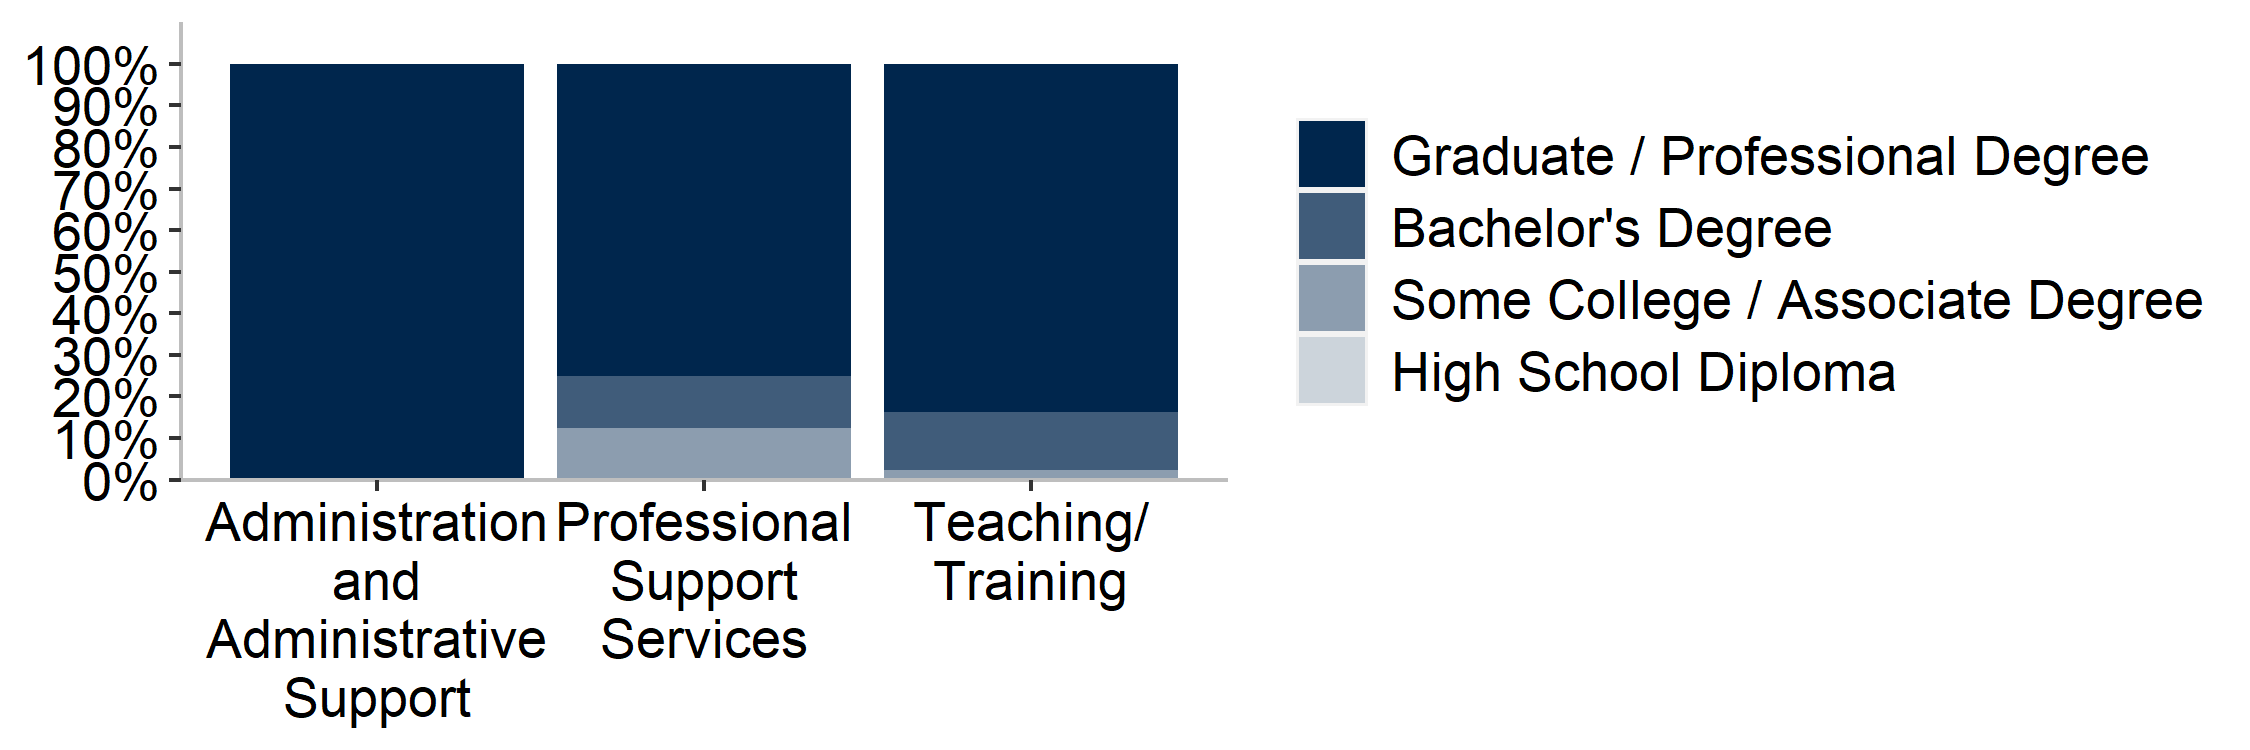 100%
90%
80%
70%
60%
50%
40%
30%
20%
10%
0%
Administration
and
Administrative
Support
Professional
Support
Services
Teaching/
Training
Graduate / Professional Degree
Bachelor's Degree
Some College / Associate Degree
High School Diploma